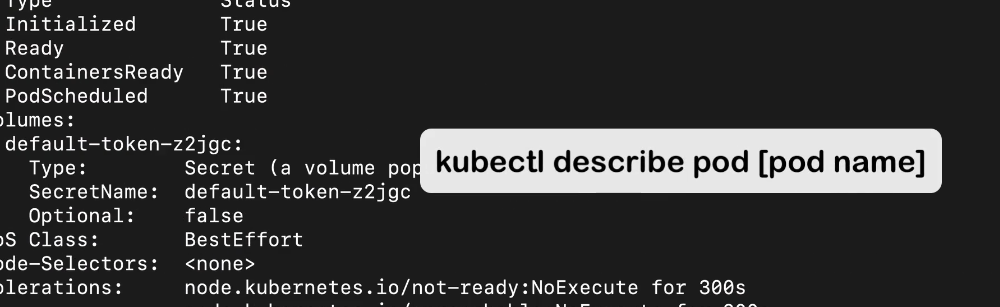 Type Status
Initialized True
Ready True
ContainersReady True
PodScheduled True
olumes:
default-token-z2jgc:
Type: Secret (a volume pop
kubectl describe pod [pod name]
SecretName: default-token-z2jgc
Optional: false
oS Class: BestEffort
ode-Selectors: <none>
olerations: node.kubernetes.io/not-ready:NoExecute for 300s